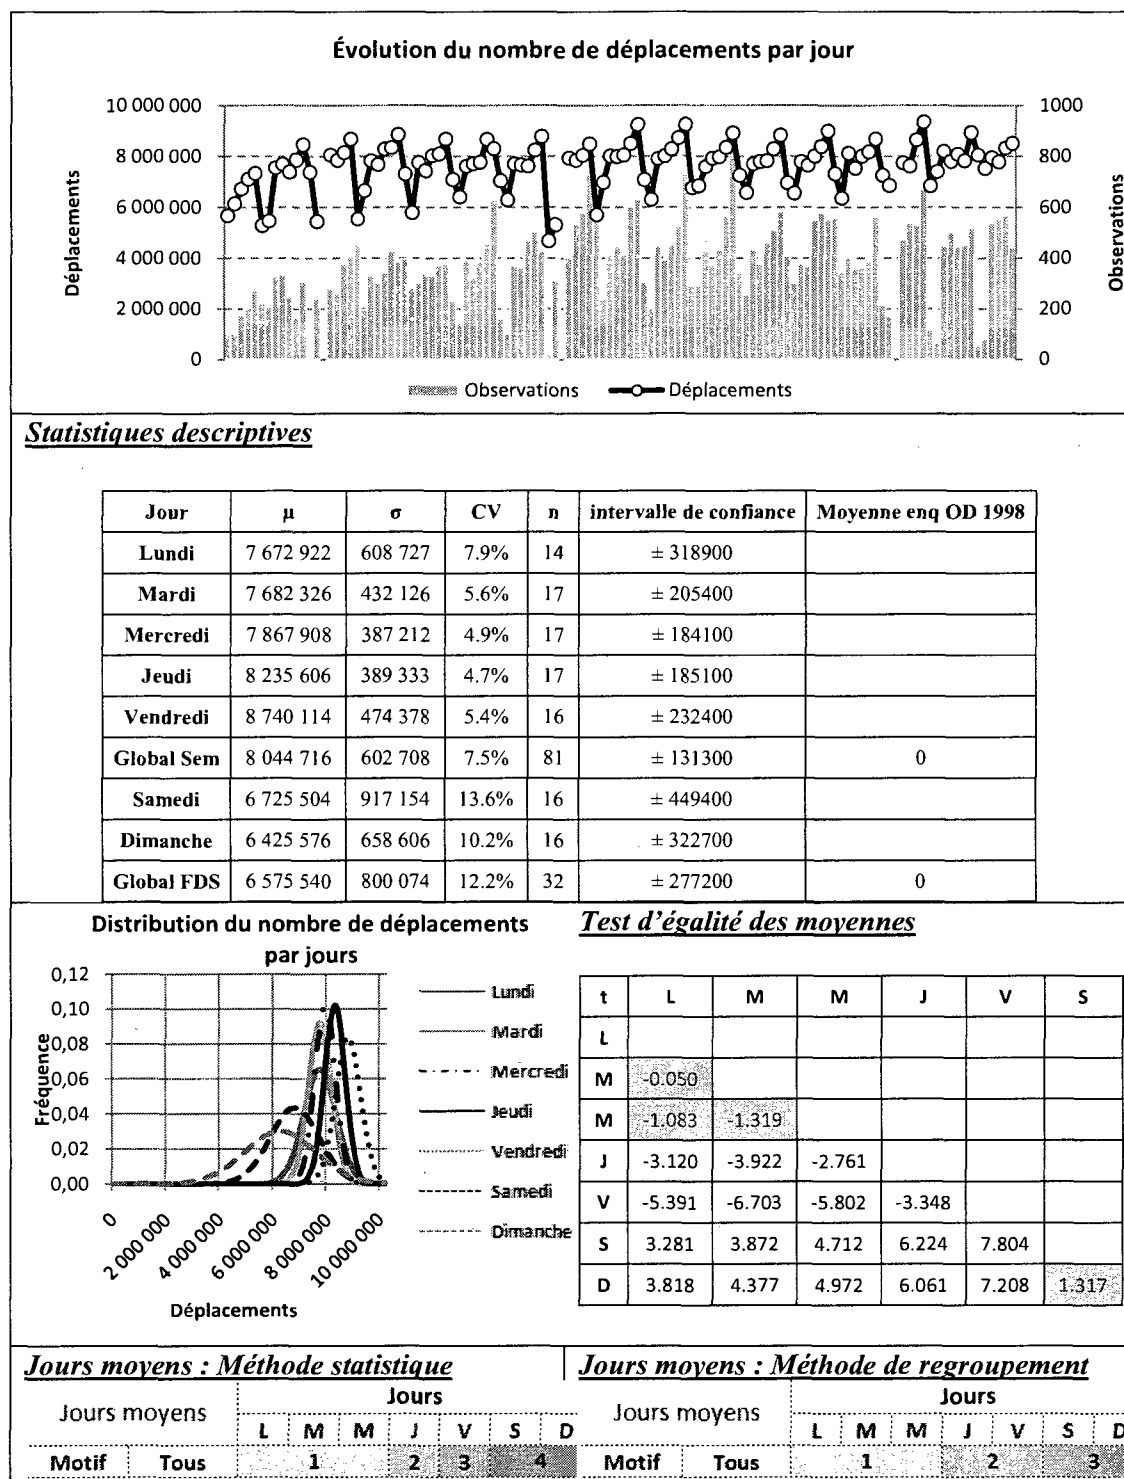 Évolution du nombre de déplacements par jour
10 000 000
8 000 000
6 000 000
4 000 000
2 000 000
0
Déplacements
1000
800
600
400
200
0
Observations
Observations Déplacements
Statistiques descriptives
Jour μ σ CV n intervalle de confiance Moyenne enq OD 1998
Lundi 7 672 922 608 727 7.9% 14 ± 318900
Mardi 7 682 326 432 126 5.6% 17 ± 205400
Mercredi 7 867 908 387 212 4.9% 17 ± 184100
Jeudi 8 235 606 389 333 4.7% 17 ± 185100
Vendredi 8 740 114 474 378 5.4% 16 ± 232400
Global Sem 8 044 716 602 708 7.5% 81 ± 131300 0
Samedi 6 725 504 917 154 13.6% 16 ± 449400
Dimanche 6 425 576 658 606 10.2% 16 ± 322700
Global FDS 6 575 540 800 074 12.2% 32 ± 277200 0
Distribution du nombre de déplacements
par jours
0,12
0,10
0,08
0,06
0,04
0,02
0,00
Fréquence
0
2 000 000
4 000 000
6 000 000
8 000 000
10 000 000
Déplacements
Lundi
Mardi
Mercredi
Jeudi
Vendredi
Samedi
Dimanche
Test d'égalité des moyennes
t L M M J V S
L
M -0.050
M -1.083 -1.319
J -3.120 -3.922 -2.761
V -5.391 -6.703 -5.802 -3.348
S 3.281 3.872 4.712 6.224 7.804
D 3.818 4.377 4.972 6.061 7.208 1.317
Jours moyens : Méthode statistique
Jours moyens
Jours
L M M J V S D
Motif Tous 1 2 3 4
Jours moyens : Méthode de regroupement
Jours moyens
Jours
L M M J V S D
Motif Tous 1 2 3